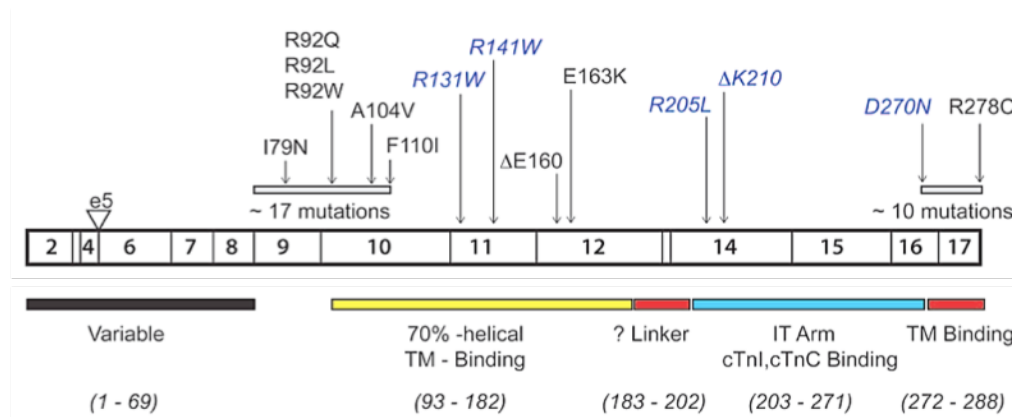 R92Q
R92L
R92W
R141W
R131W
E163K
ΔK210
R205L
D270N
R278C
A104V
I79N
F110I
ΔE160
e5
~ 17 mutations
~ 10 mutations
2 4 6 7 8 9 10 11 12 14 15 16 17
Variable
70% -helical
TM - Binding
? Linker
IT Arm
cTnI,cTnC Binding
TM Binding
(1 - 69) (93 - 182) (183 - 202) (203 - 271) (272 - 288)